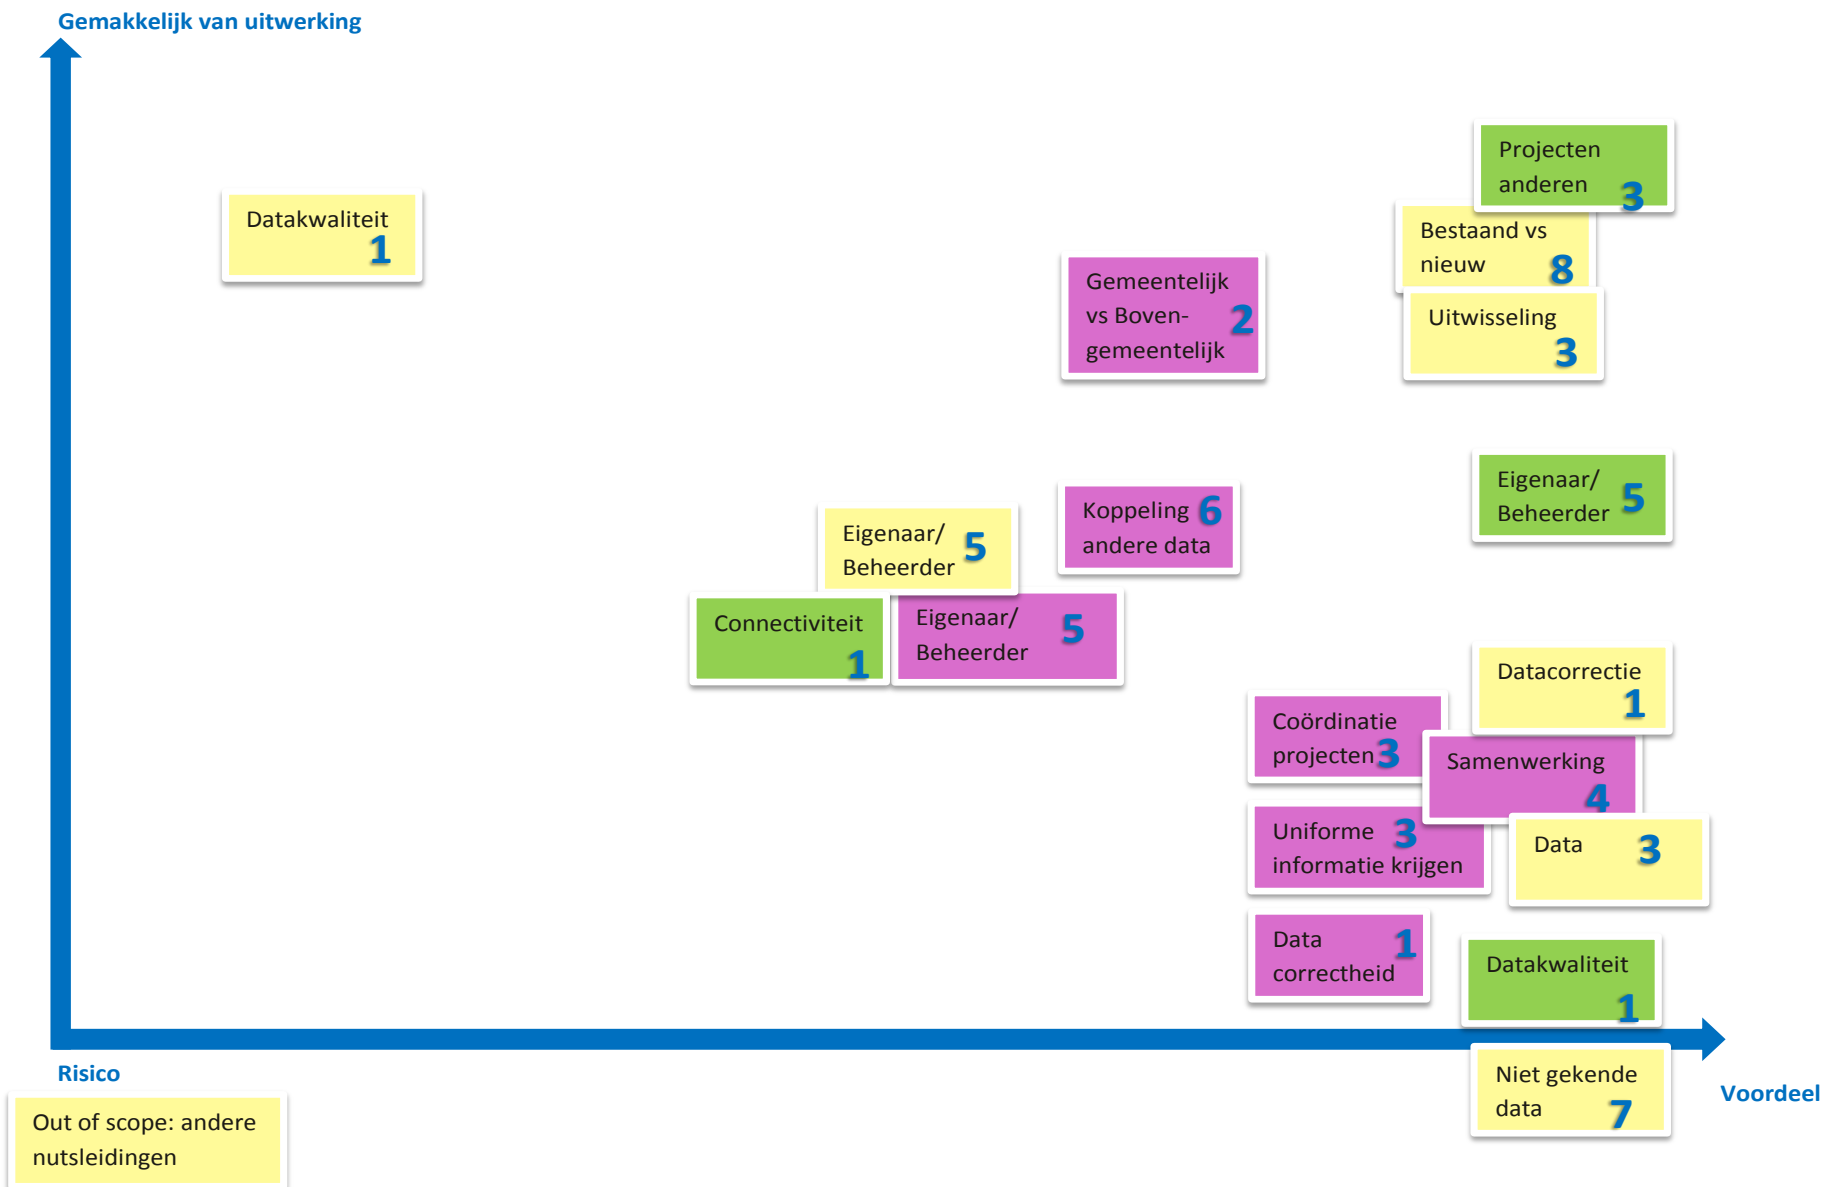 Gemakkelijk van uitwerking
Projecten
anderen 3
Datakwaliteit
1
Bestaand vs
nieuw 8
Gemeentelijk
vs Boven- 2
gemeentelijk
Uitwisseling
3
Eigenaar/
Beheerder 5
Koppeling 6
andere data
Eigenaar/
Beheerder 5
Connectiviteit
1
Eigenaar/
Beheerder 5
Datacorrectie
1
Coördinatie
projecten 3
Samenwerking
4
Uniforme 3
informatie krijgen
Data 3
Data 1
correctheid
Datakwaliteit
1
Risico
Niet gekende
data 7
Voordeel
Out of scope: andere
nutsleidingen